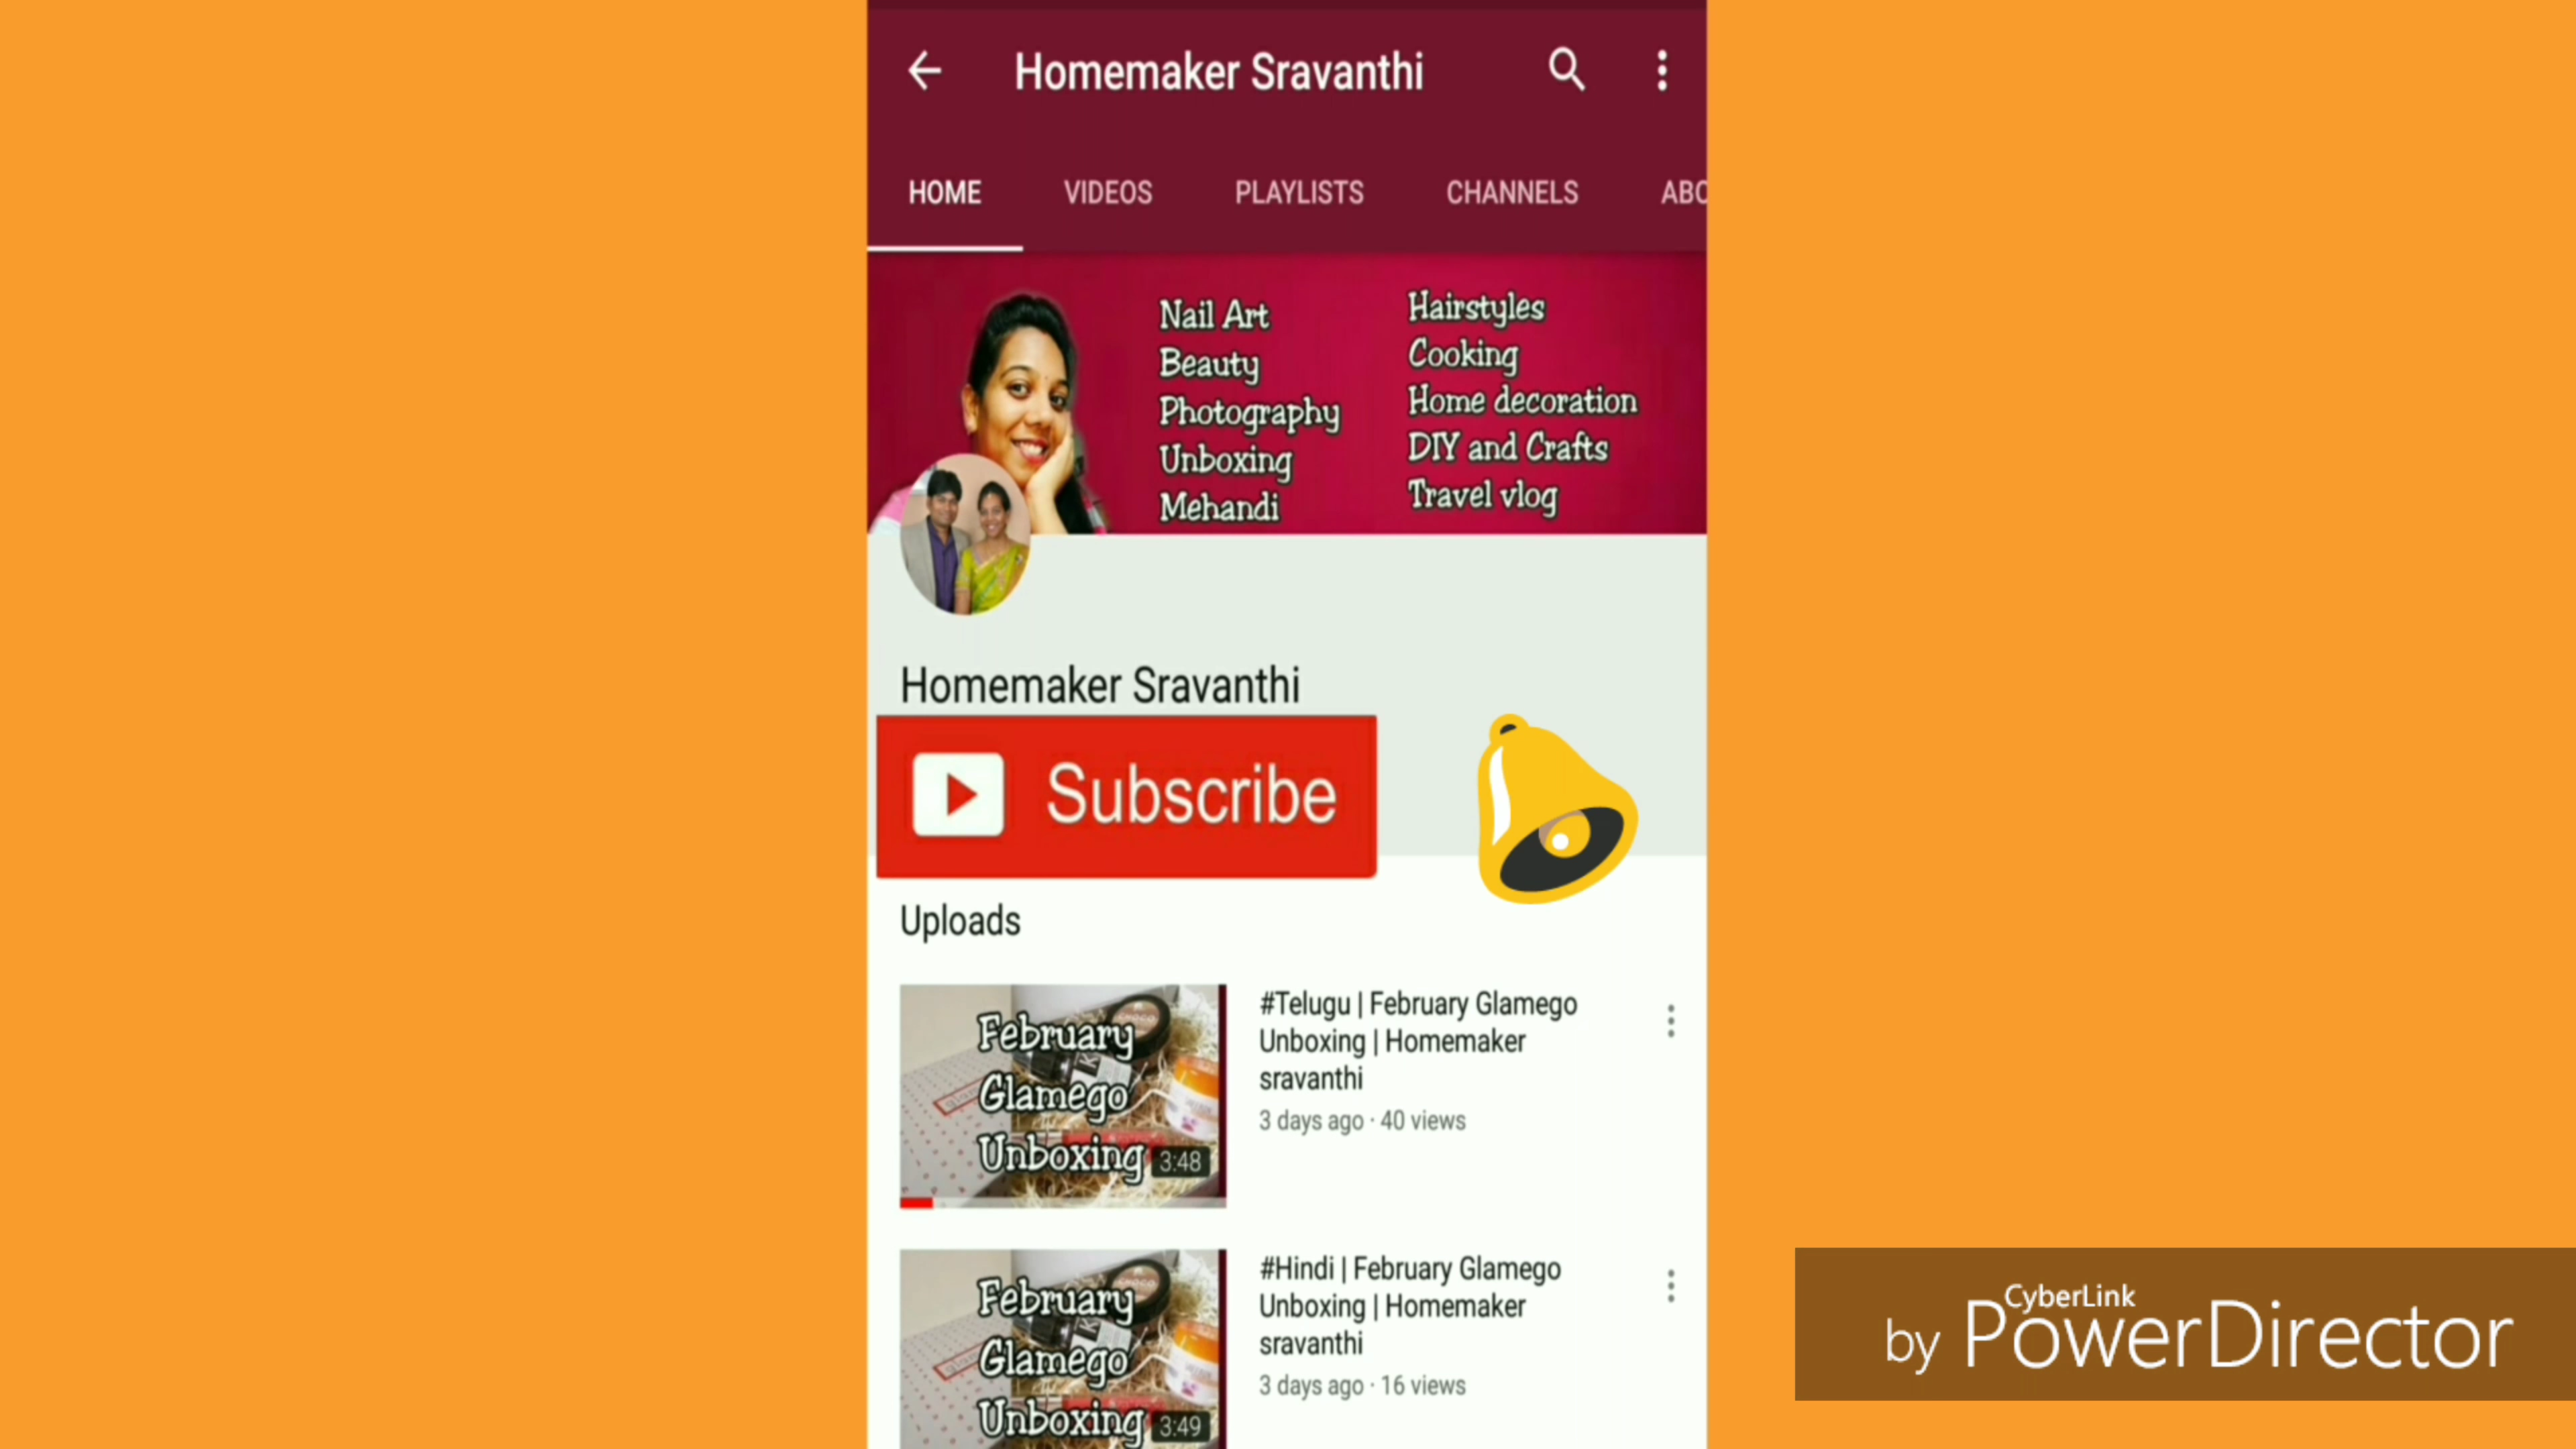 Homemaker Sravanthi
HOME VIDEOS PLAYLISTS CHANNELS ABO
Nail Art
Beauty
Photography
Unboxing
Mehandi
Hairstyles
Cooking
Home decoration
DIY and Crafts
Travel vlog
Homemaker Sravanthi
Subscribe
Uploads
February
Glamego
Unboxing
3:48
#Telugu | February Glamego
Unboxing | Homemaker
sravanthi
3 days ago · 40 views
February
Glamego
Unboxing
3:49
#Hindi | February Glamego
Unboxing | Homemaker
sravanthi
3 days ago · 16 views
by CyberLink
PowerDirector